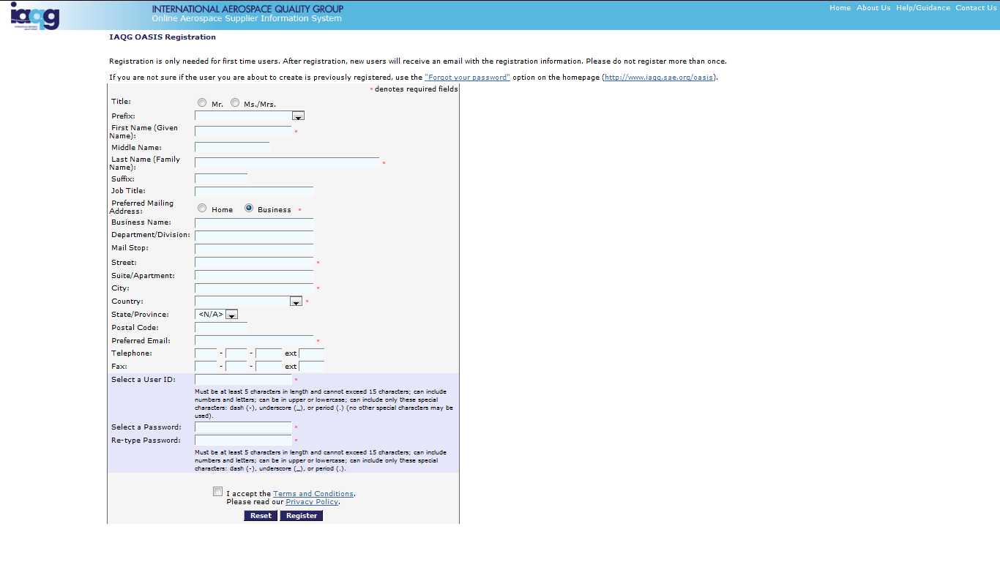 iaqg
INTERNATIONAL AEROSPACE QUALITY GROUP
Online Aerospace Supplier Information System
Home About Us Help/Guidance Contact Us
IAQG OASIS Registration
Registration is only needed for first time users. After registration, new users will receive an email with the registration information. Please do not register more than once.
If you are not sure if the user you are about to create is previously registered, use the "Forgot your password" option on the homepage (http://www.iaqg.sae.org/oasis).
* denotes required fields
Title: Mr. Ms./Mrs.
Prefix:
First Name (Given
Name): *
Middle Name:
Last Name (Family
Name): *
Suffix:
Job Title:
Preferred Mailing
Address: Home Business *
Business Name:
Department/Division:
Mail Stop:
Street: *
Suite/Apartment:
City: *
Country: *
State/Province: <N/A>
Postal Code:
Preferred Email: *
Telephone: - - ext
Fax: - - ext
Select a User ID: *
Must be at least 5 characters in length and cannot exceed 15 characters; can include
numbers and letters; can be in upper or lowercase; can include only these special
characters: dash (-), underscore (_), or period (.) (no other special characters may be
used).
Select a Password: *
Re-type Password: *
Must be at least 5 characters in length and cannot exceed 15 characters; can include
numbers and letters; can be in upper or lowercase; can include only these special
characters: dash (-), underscore (_), or period (.).
I accept the Terms and Conditions.
Please read our Privacy Policy.
Reset Register